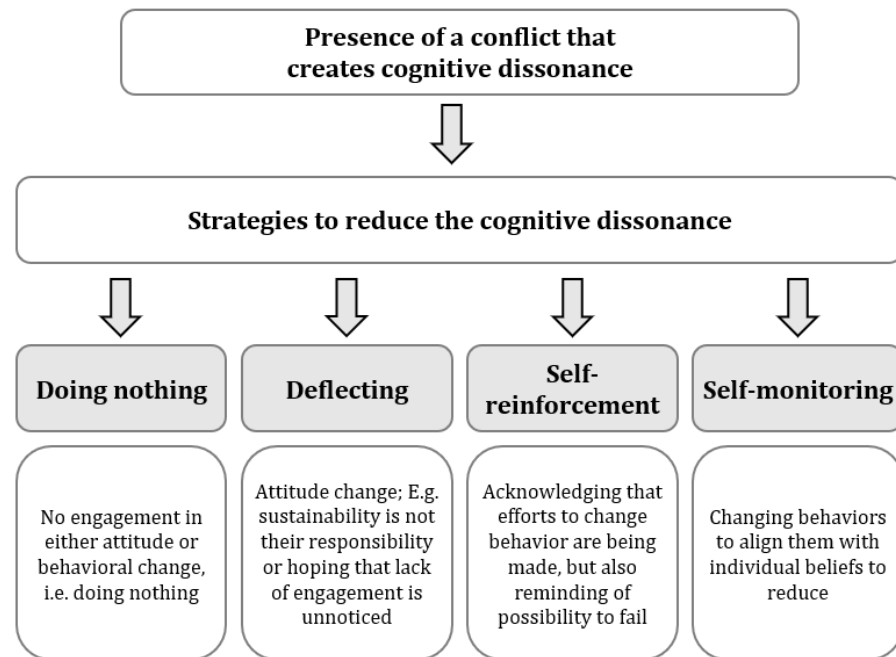 Presence of a conflict that
creates cognitive dissonance
Strategies to reduce the cognitive dissonance
Doing nothing
Deflecting
Self-
reinforcement
Self-monitoring
No engagement in
either attitude or
behavioral change,
i.e. doing nothing
Attitude change; E.g.
sustainability is not
their responsibility
or hoping that lack
of engagement is
unnoticed
Acknowledging that
efforts to change
behavior are being
made, but also
reminding of
possibility to fail
Changing behaviors
to align them with
individual beliefs to
reduce